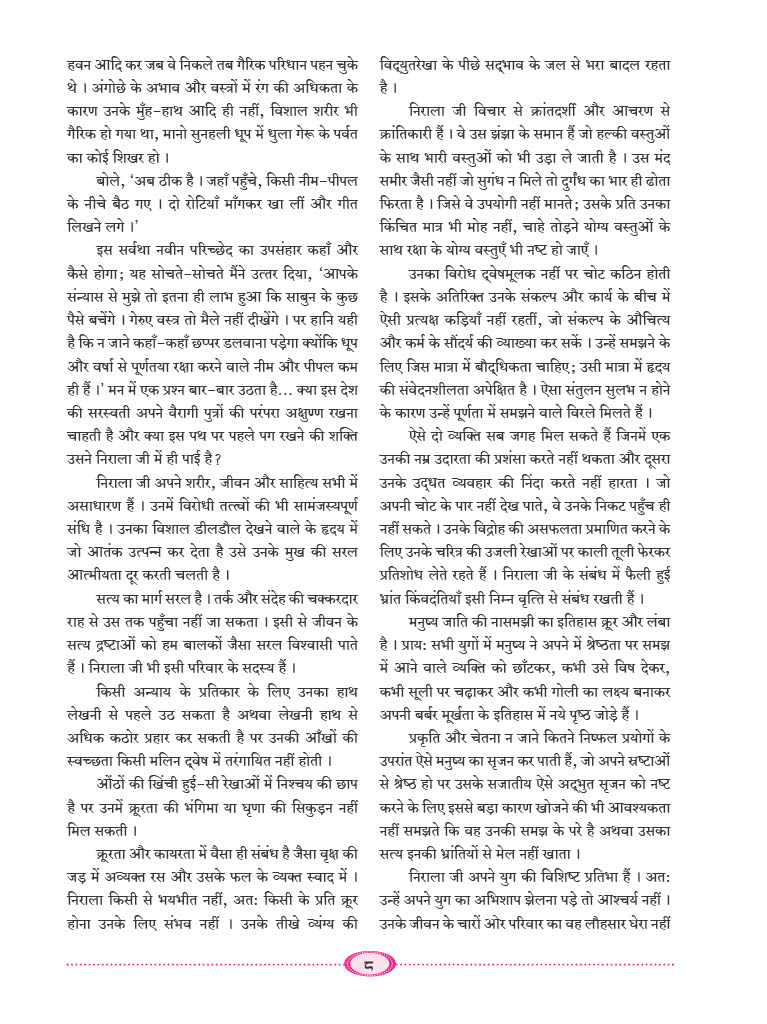 हवन आदि कर जब वे निकले तब गैरिक परिधान पहन चुके
थे । अंगोछे के अभाव और वस्त्रों में रंग की अधिकता के
कारण उनके मुँह-हाथ आदि ही नहीं, विशाल शरीर भी
गैरिक हो गया था, मानो सुनहली धूप में धुला गेरू के पर्वत
का कोई शिखर हो ।
बोले, ‘अब ठीक है । जहाँ पहुँचे, किसी नीम-पीपल
के नीचे बैठ गए । दो रोटियाँ माँगकर खा लीं और गीत
लिखने लगे ।’
इस सर्वथा नवीन परिच्छेद का उपसंहार कहाँ और
कैसे होगा; यह सोचते-सोचते मैंने उत्तर दिया, ‘आपके
संन्यास से मुझे तो इतना ही लाभ हुआ कि साबुन के कुछ
पैसे बचेंगे । गेरुए वस्त्र तो मैले नहीं दीखेंगे । पर हानि यही
है कि न जाने कहाँ-कहाँ छप्पर डलवाना पड़ेगा क्योंकि धूप
और वर्षा से पूर्णतया रक्षा करने वाले नीम और पीपल कम
ही हैं ।’ मन में एक प्रश्न बार-बार उठता है... क्या इस देश
की सरस्वती अपने वैरागी पुत्रों की परंपरा अक्षुण्ण रखना
चाहती है और क्या इस पथ पर पहले पग रखने की शक्ति
उसने निराला जी में ही पाई है?
निराला जी अपने शरीर, जीवन और साहित्य सभी में
असाधारण हैं । उनमें विरोधी तत्त्वों की भी सामंजस्यपूर्ण
संधि है । उनका विशाल डीलडौल देखने वाले के हृदय में
जो आतंक उत्पन्न कर देता है उसे उनके मुख की सरल
आत्मीयता दूर करती चलती है ।
सत्य का मार्ग सरल है । तर्क और संदेह की चक्करदार
राह से उस तक पहुँचा नहीं जा सकता । इसी से जीवन के
सत्य द्रष्टाओं को हम बालकों जैसा सरल विश्वासी पाते
हैं । निराला जी भी इसी परिवार के सदस्य हैं ।
किसी अन्याय के प्रतिकार के लिए उनका हाथ
लेखनी से पहले उठ सकता है अथवा लेखनी हाथ से
अधिक कठोर प्रहार कर सकती है पर उनकी आँखों की
स्वच्छता किसी मलिन द्वेष में तरंगायित नहीं होती ।
ओंठों की खिंची हुई-सी रेखाओं में निश्चय की छाप
है पर उनमें क्रूरता की भंगिमा या घृणा की सिकुड़न नहीं
मिल सकती ।
क्रूरता और कायरता में वैसा ही संबंध है जैसा वृक्ष की
जड़ में अव्यक्त रस और उसके फल के व्यक्त स्वाद में ।
निराला किसी से भयभीत नहीं, अतः किसी के प्रति क्रूर
होना उनके लिए संभव नहीं । उनके तीखे व्यंग्य की
विद्युतरेखा के पीछे सद्भाव के जल से भरा बादल रहता
है ।
निराला जी विचार से क्रांतदर्शी और आचरण से
क्रांतिकारी हैं । वे उस झंझा के समान हैं जो हल्की वस्तुओं
के साथ भारी वस्तुओं को भी उड़ा ले जाती है । उस मंद
समीर जैसी नहीं जो सुगंध न मिले तो दुर्गंध का भार ही ढोता
फिरता है । जिसे वे उपयोगी नहीं मानते; उसके प्रति उनका
किंचित मात्र भी मोह नहीं, चाहे तोड़ने योग्य वस्तुओं के
साथ रक्षा के योग्य वस्तुएँ भी नष्ट हो जाएँ ।
उनका विरोध द्वेषमूलक नहीं पर चोट कठिन होती
है । इसके अतिरिक्त उनके संकल्प और कार्य के बीच में
ऐसी प्रत्यक्ष कड़ियाँ नहीं रहतीं, जो संकल्प के औचित्य
और कर्म के सौंदर्य की व्याख्या कर सकें । उन्हें समझने के
लिए जिस मात्रा में बौद्धिकता चाहिए; उसी मात्रा में हृदय
की संवेदनशीलता अपेक्षित है । ऐसा संतुलन सुलभ न होने
के कारण उन्हें पूर्णता में समझने वाले विरले मिलते हैं ।
ऐसे दो व्यक्ति सब जगह मिल सकते हैं जिनमें एक
उनकी नम्र उदारता की प्रशंसा करते नहीं थकता और दूसरा
उनके उद्धत व्यवहार की निंदा करते नहीं हारता । जो
अपनी चोट के पार नहीं देख पाते, वे उनके निकट पहुँच ही
नहीं सकते । उनके विद्रोह की असफलता प्रमाणित करने के
लिए उनके चरित्र की उजली रेखाओं पर काली तूली फेरकर
प्रतिशोध लेते रहते हैं । निराला जी के संबंध में फैली हुई
भ्रांत किंवदंतियाँ इसी निम्न वृत्ति से संबंध रखती हैं ।
मनुष्य जाति की नासमझी का इतिहास क्रूर और लंबा
है । प्रायः सभी युगों में मनुष्य ने अपने में श्रेष्ठता पर समझ
में आने वाले व्यक्ति को छाँटकर, कभी उसे विष देकर,
कभी सूली पर चढ़ाकर और कभी गोली का लक्ष्य बनाकर
अपनी बर्बर मूर्खता के इतिहास में नये पृष्ठ जोड़े हैं ।
प्रकृति और चेतना न जाने कितने निष्फल प्रयोगों के
उपरांत ऐसे मनुष्य का सृजन कर पाती हैं, जो अपने स्रष्टाओं
से श्रेष्ठ हो पर उसके सजातीय ऐसे अद्भुत सृजन को नष्ट
करने के लिए इससे बड़ा कारण खोजने की भी आवश्यकता
नहीं समझते कि वह उनकी समझ के परे है अथवा उसका
सत्य इनकी भ्रांतियों से मेल नहीं खाता ।
निराला जी अपने युग की विशिष्ट प्रतिभा हैं । अतः
उन्हें अपने युग का अभिशाप झेलना पड़े तो आश्चर्य नहीं ।
उनके जीवन के चारों ओर परिवार का वह लौहसार घेरा नहीं
८